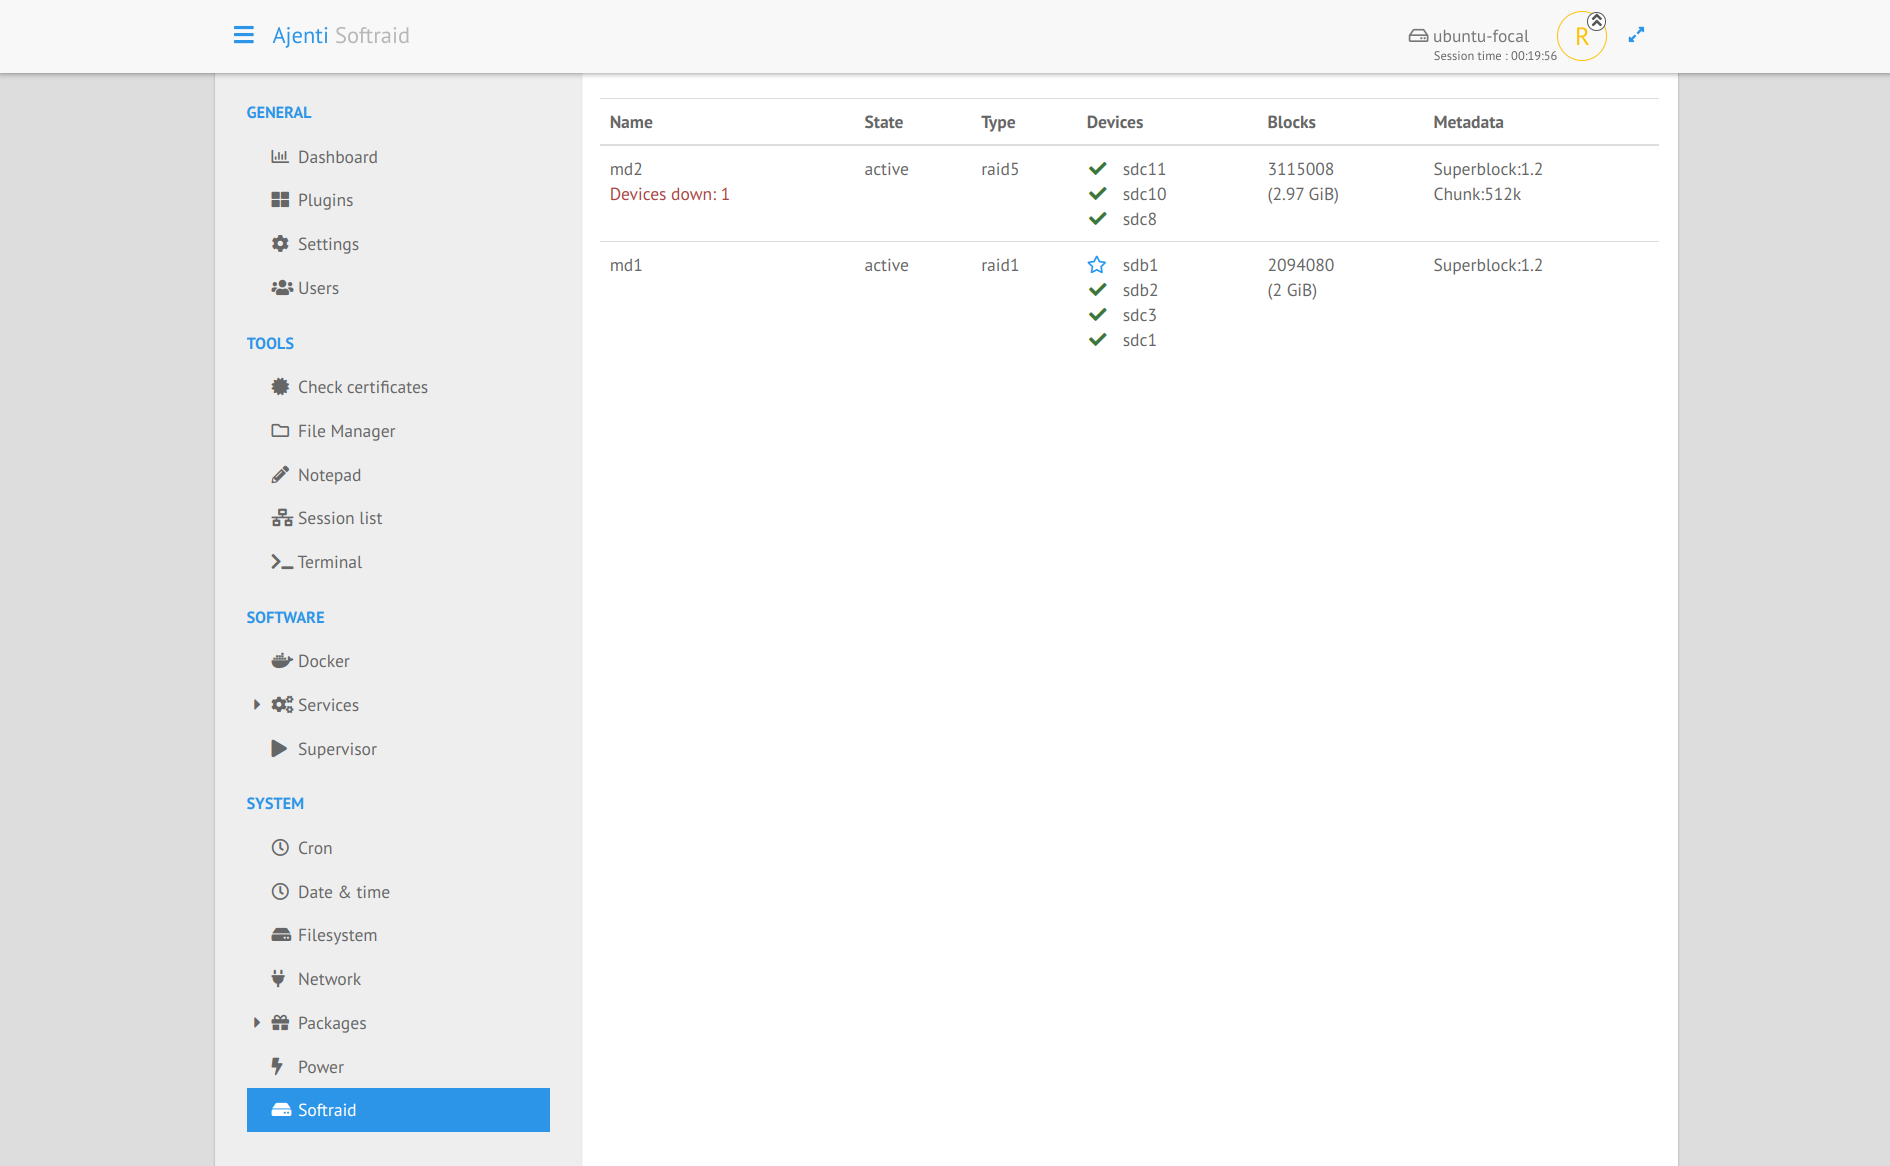 Ajenti Softraid
ubuntu-focal
Session time : 00:19:56
R
GENERAL
Dashboard
Plugins
Settings
Users
TOOLS
Check certificates
File Manager
Notepad
Session list
Terminal
SOFTWARE
Docker
Services
Supervisor
SYSTEM
Cron
Date & time
Filesystem
Network
Packages
Power
Softraid
Name State Type Devices Blocks Metadata
md2 active raid5 sdc11 3115008 Superblock:1.2
Devices down: 1 sdc10 (2.97 GiB) Chunk:512k
sdc8
md1 active raid1 sdb1 2094080 Superblock:1.2
sdb2 (2 GiB)
sdc3
sdc1